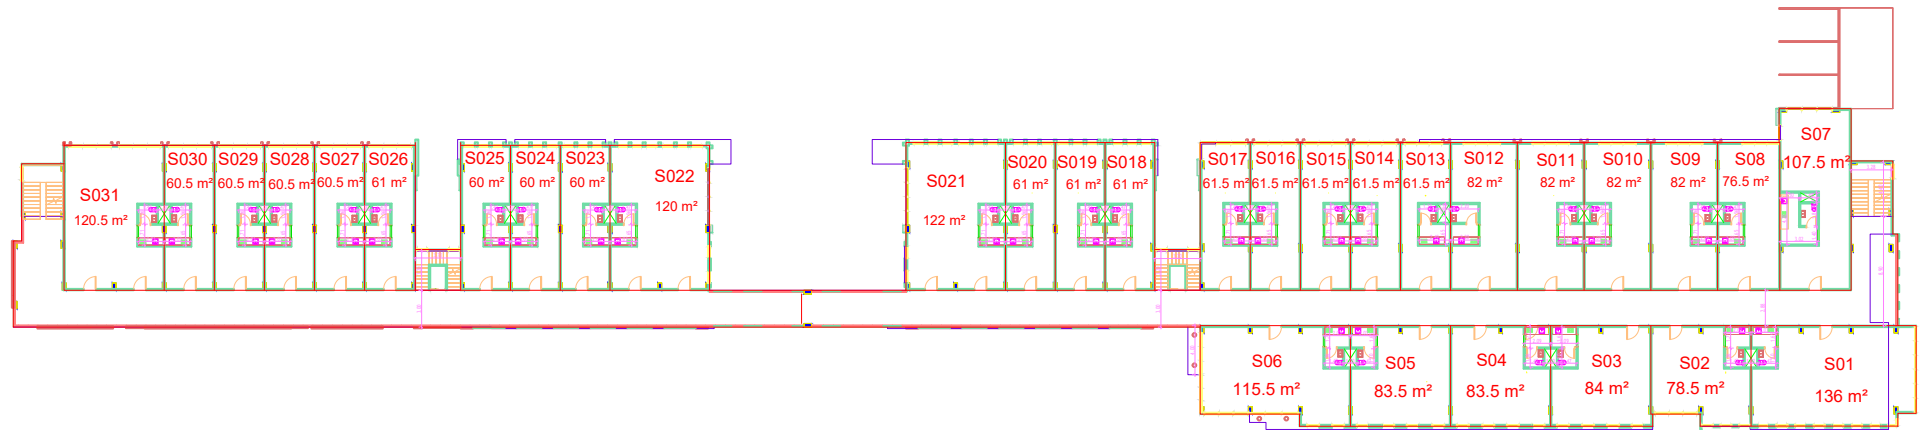 S031
120.5 m²
S030
60.5 m²
S029
60.5 m²
S028
60.5 m²
S027
60.5 m²
S026
61 m²
S025
60 m²
S024
60 m²
S023
60 m²
S022
120 m²
S021
122 m²
S020
61 m²
S019
61 m²
S018
61 m²
S017
61.5 m²
S016
61.5 m²
S015
61.5 m²
S014
61.5 m²
S013
61.5 m²
S012
82 m²
S011
82 m²
S010
82 m²
S09
82 m²
S08
76.5 m²
S07
107.5 m²
S06
115.5 m²
S05
83.5 m²
S04
83.5 m²
S03
84 m²
S02
78.5 m²
S01
136 m²